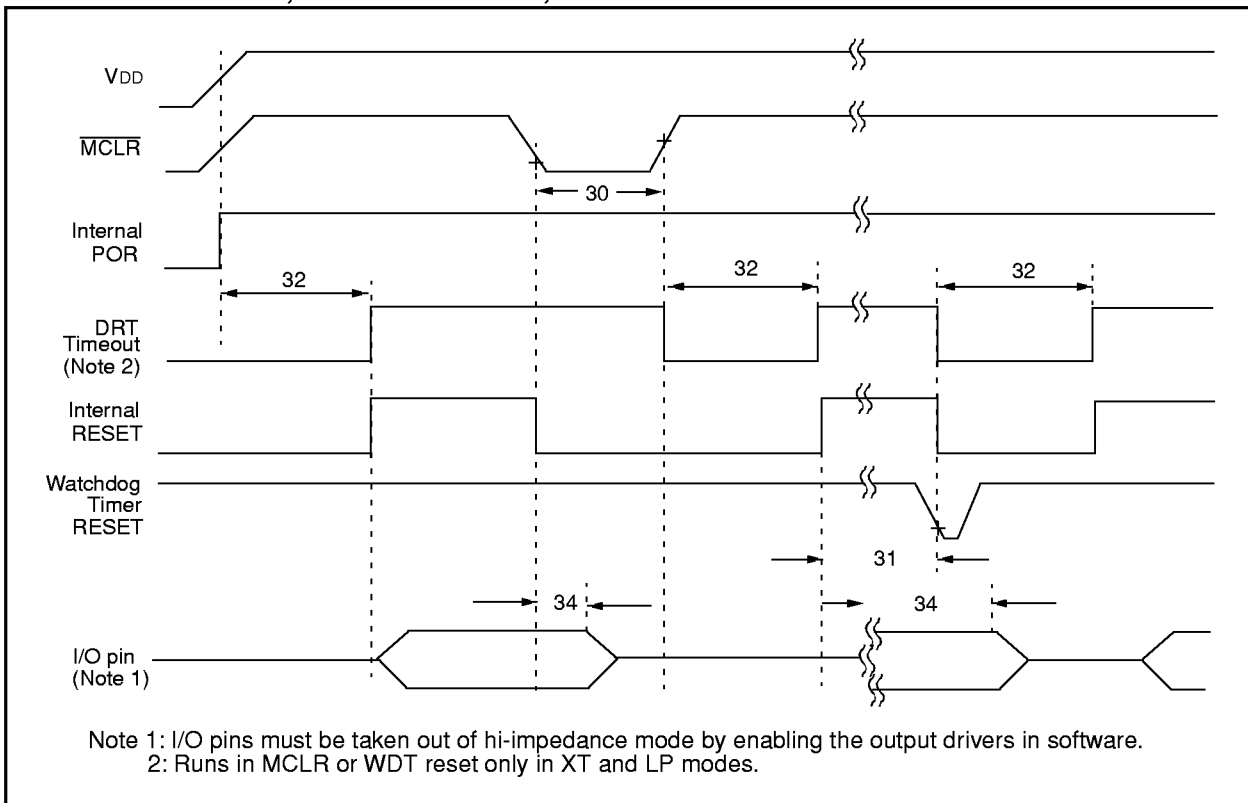 VDD
MCLR
30
Internal
POR
32
32
32
DRT
Timeout
(Note 2)
Internal
RESET
Watchdog
Timer
RESET
31
34
34
I/O pin
(Note 1)
Note 1: I/O pins must be taken out of hi-impedance mode by enabling the output drivers in software.
2: Runs in MCLR or WDT reset only in XT and LP modes.